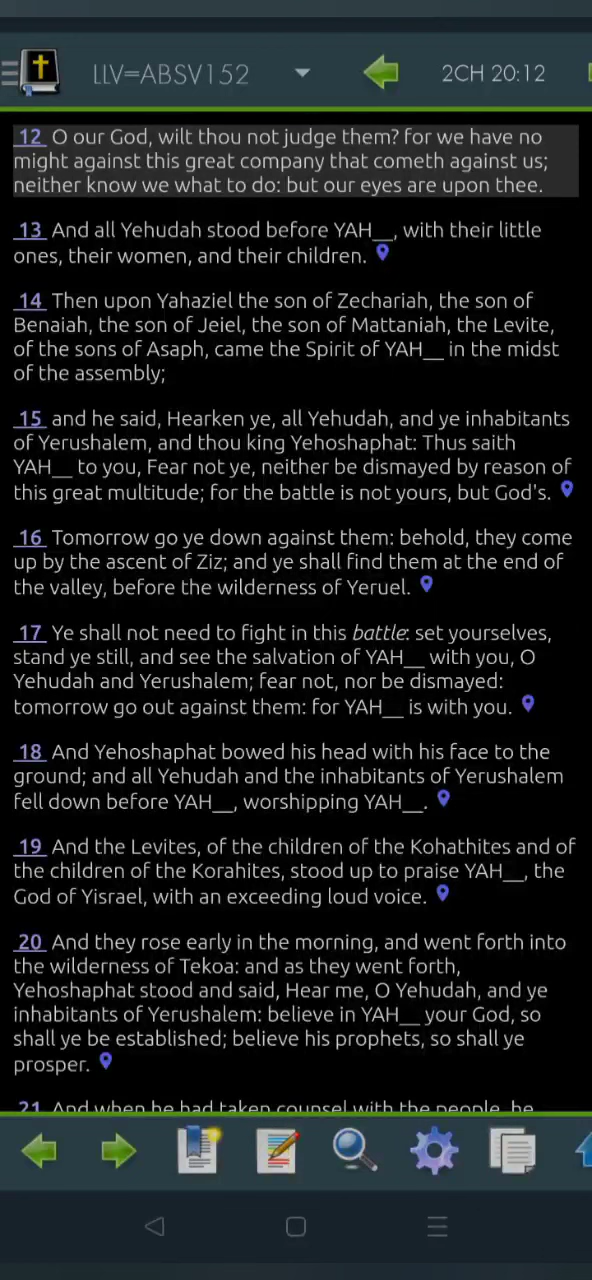 LLV=ABSV152
2CH 20:12
12 O our God, wilt thou not judge them? for we have no
might against this great company that cometh against us;
neither know we what to do: but our eyes are upon thee.
13 And all Yehudah stood before YAH__, with their little
ones, their women, and their children.
14 Then upon Yahaziel the son of Zechariah, the son of
Benaiah, the son of Jeiel, the son of Mattaniah, the Levite,
of the sons of Asaph, came the Spirit of YAH__ in the midst
of the assembly;
15 and he said, Hearken ye, all Yehudah, and ye inhabitants
of Yerushalem, and thou king Yehoshaphat: Thus saith
YAH__ to you, Fear not ye, neither be dismayed by reason of
this great multitude; for the battle is not yours, but God's.
16 Tomorrow go ye down against them: behold, they come
up by the ascent of Ziz; and ye shall find them at the end of
the valley, before the wilderness of Yeruel.
17 Ye shall not need to fight in this battle: set yourselves,
stand ye still, and see the salvation of YAH__ with you, O
Yehudah and Yerushalem; fear not, nor be dismayed:
tomorrow go out against them: for YAH__ is with you.
18 And Yehoshaphat bowed his head with his face to the
ground; and all Yehudah and the inhabitants of Yerushalem
fell down before YAH__, worshipping YAH__.
19 And the Levites, of the children of the Kohathites and of
the children of the Korahites, stood up to praise YAH__, the
God of Yisrael, with an exceeding loud voice.
20 And they rose early in the morning, and went forth into
the wilderness of Tekoa: and as they went forth,
Yehoshaphat stood and said, Hear me, O Yehudah, and ye
inhabitants of Yerushalem: believe in YAH__ your God, so
shall ye be established; believe his prophets, so shall ye
prosper.
21 And when he had taken counsel with the people, he